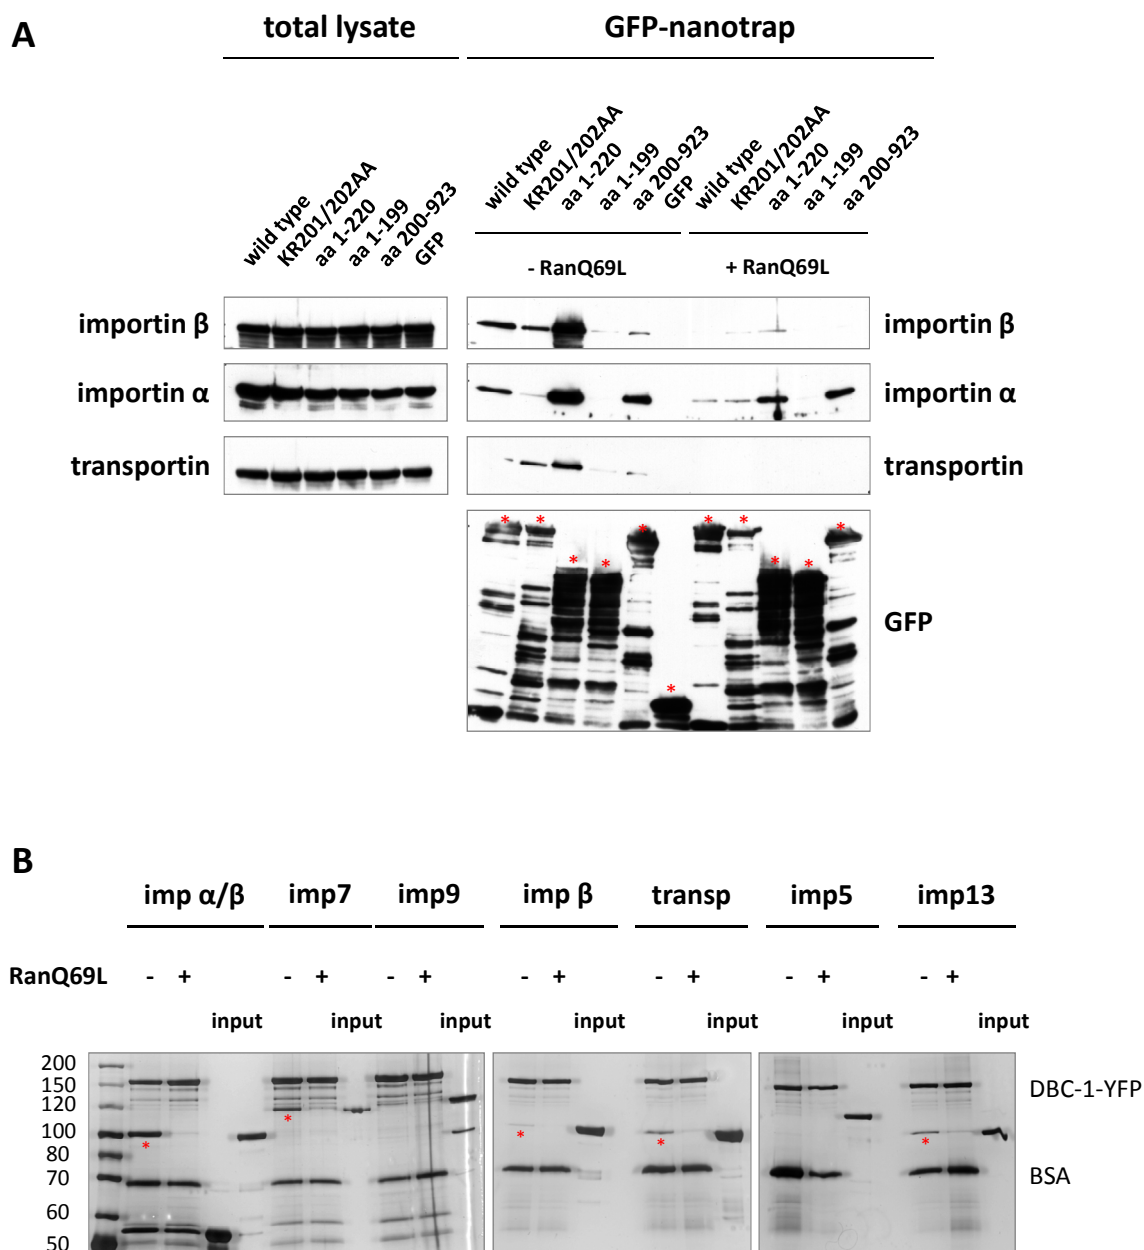 A
total lysate
GFP-nanotrap
wild type
KR201/202AA
aa 1-220
aa 1-199
aa 200-923
GFP
wild type
KR201/202AA
aa 1-220
aa 1-199
aa 200-923
GFP
wild type
KR201/202AA
aa 1-220
aa 1-199
aa 200-923
- RanQ69L
+ RanQ69L
importin β
importin β
importin α
importin α
transportin
transportin
* * * * * * * * * * *
GFP
B
imp α/β imp7 imp9 imp β transp imp5 imp13
RanQ69L - + - + - + - + - + - + - +
input input input input input input input
200
150
120
100
80
70
60
50
* * * * *
DBC-1-YFP
BSA